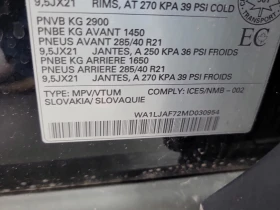 9,5JX21 RIMS, AT 270 KPA 39 PSI COLD
PNVB KG 2900
PNBE KG AVANT 1450
PNEUS AVANT 285/40 R21
9,5JX21 JANTES, A 250 KPA 36 PSI FROIDS
PNBE KG ARRIERE 1650
PNEUS ARRIERE 285/40 R21
9,5JX21 JANTES, A 270 KPA 39 PSI FROIDS
EC
TRANSPORT
TYPE: MPV/VTUM COMPLY: ICES/NMB - 002
SLOVAKIA/ SLOVAQUIE
WA1LJAF72MD030954